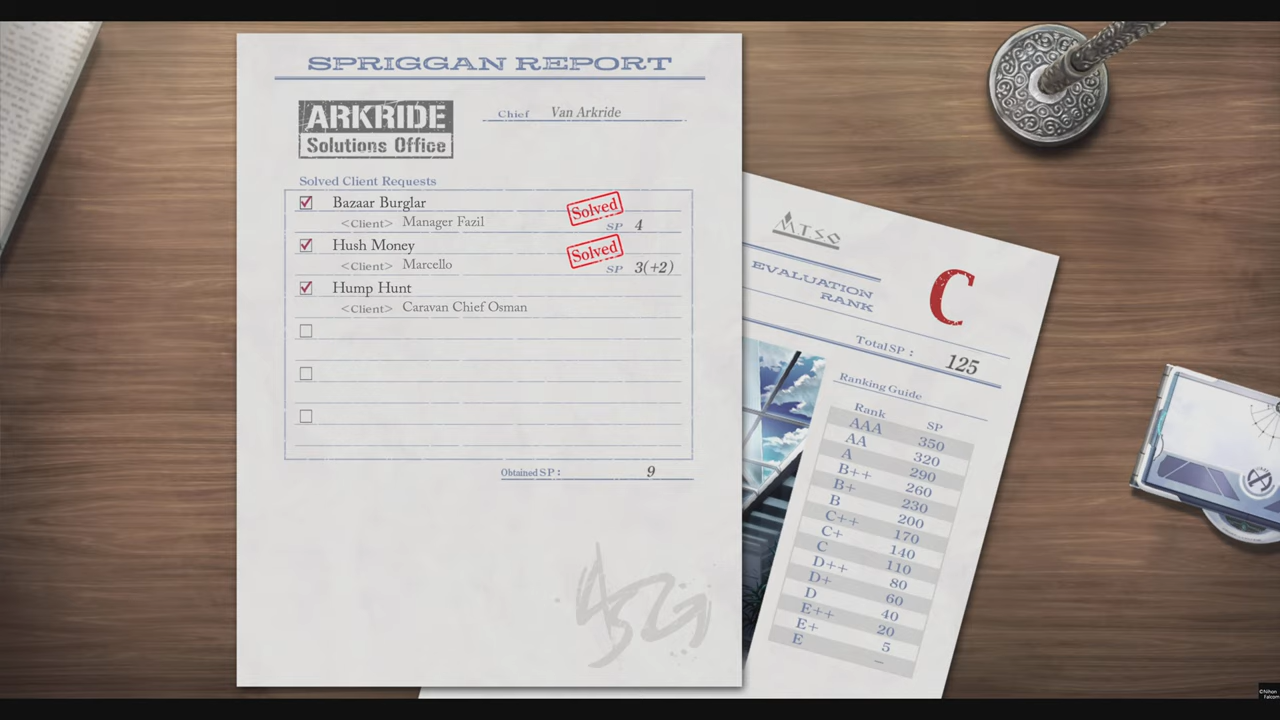 SPRIGGAN REPORT
ARKRIDE
Solutions Office
Chief Van Arkride
Solved Client Requests
Bazaar Burglar
<Client> Manager Fazil
Solved
SP 4
Hush Money
<Client> Marcello
Solved
SP 3(+2)
Hump Hunt
<Client> Caravan Chief Osman
Obtained SP: 9
MTSO
EVALUATION
RANK
C
Total SP: 125
Ranking Guide
Rank SP
AAA 350
AA 320
A 290
B++ 260
B+ 230
B 200
C++ 170
C+ 140
C 110
D++ 80
D+ 60
D 40
E++ 20
E+ 5
E –
©Nihon
Falcom